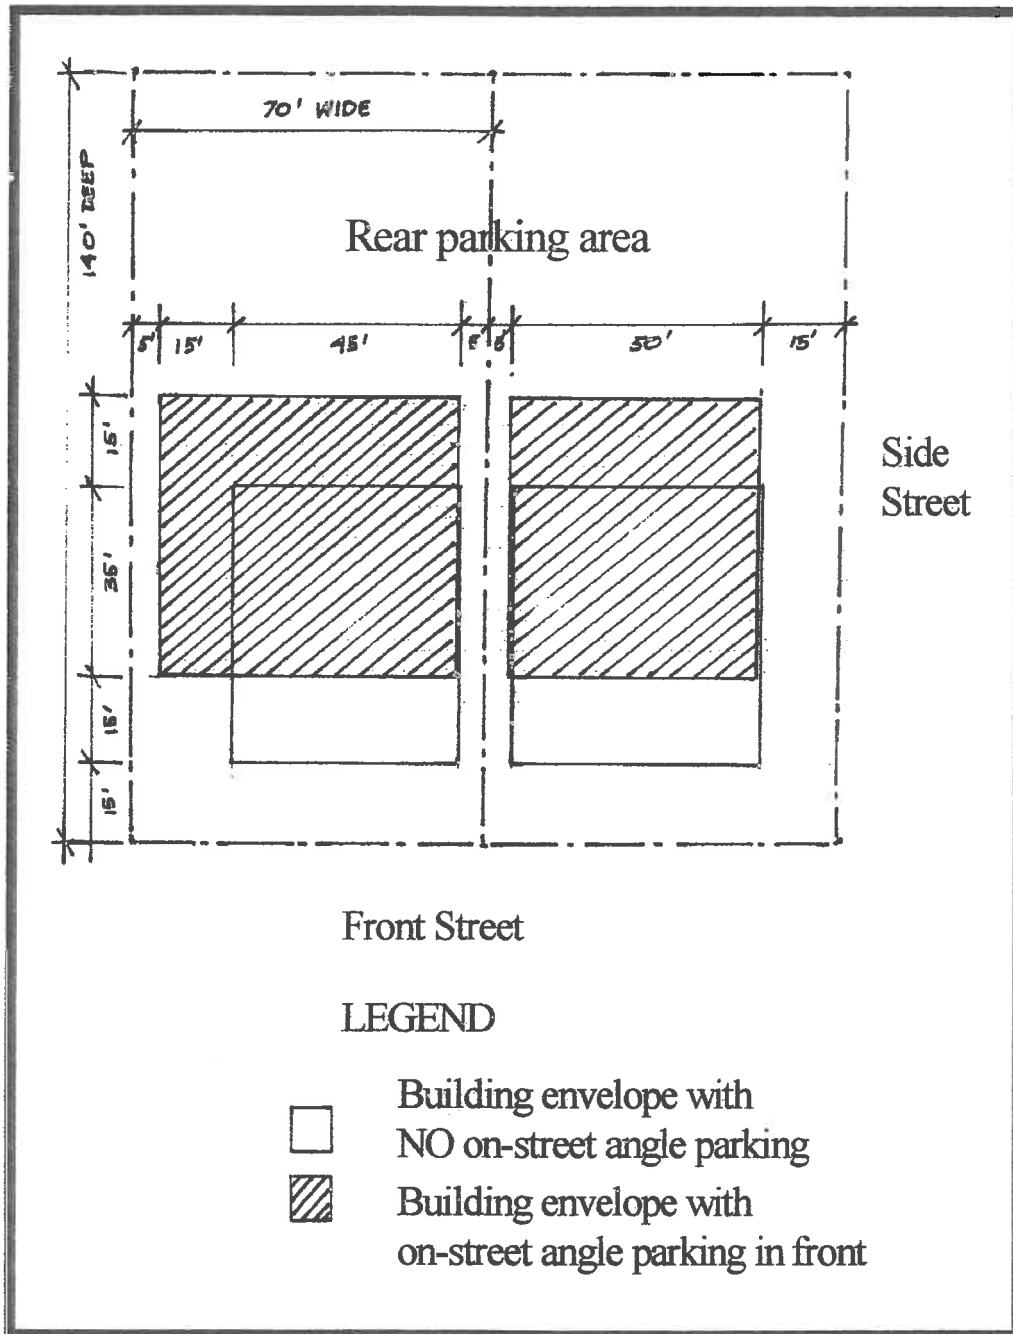 70' WIDE
140' DEEP
Rear parking area
5' 15' 45' 5' 50' 15'
15'
Side
Street
35'
15'
15'
Front Street
LEGEND
Building envelope with
NO on-street angle parking
Building envelope with
on-street angle parking in front